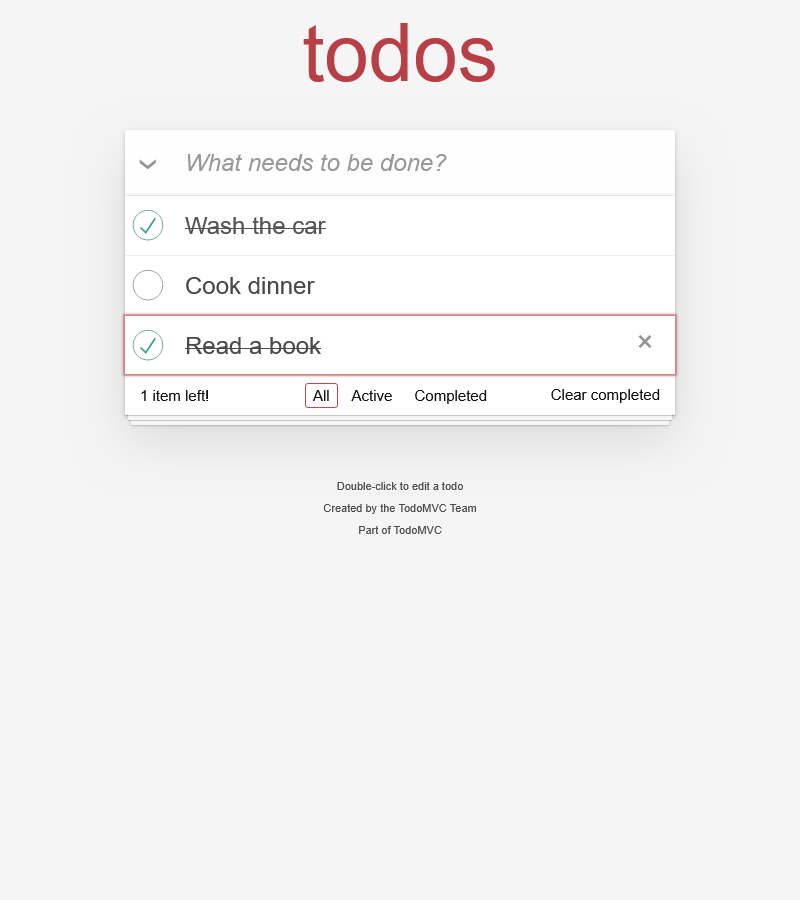 todos
What needs to be done?
Wash the car
Cook dinner
Read a book
1 item left! All Active Completed Clear completed
Double-click to edit a todo
Created by the TodoMVC Team
Part of TodoMVC